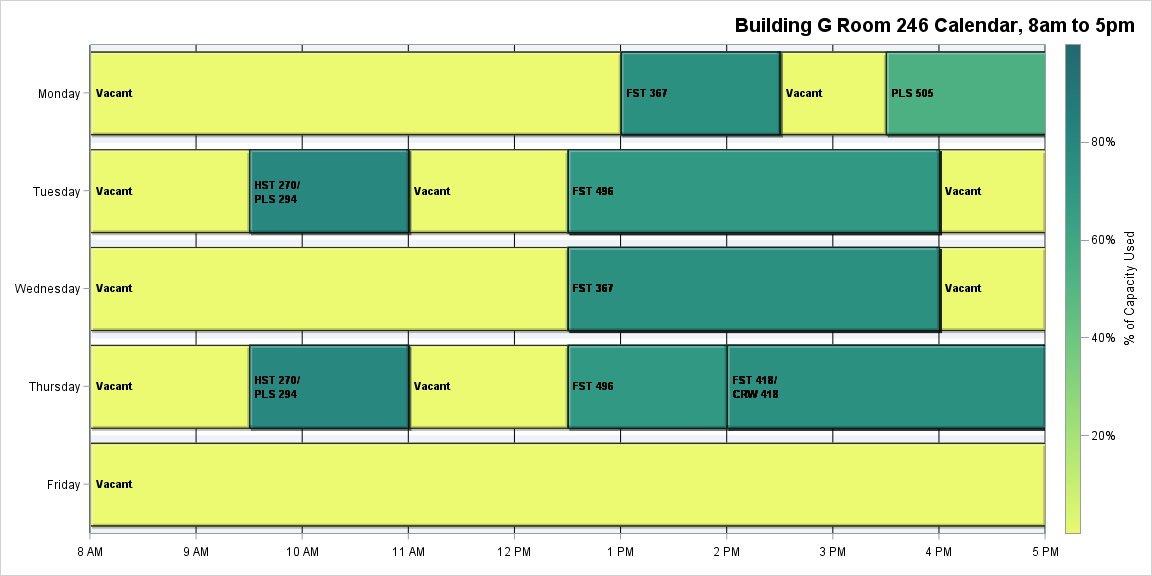 Building G Room 246 Calendar, 8am to 5pm
Monday
Vacant
FST 367
Vacant
PLS 505
Tuesday
Vacant
HST 270/
PLS 294
Vacant
FST 496
Vacant
Wednesday
Vacant
FST 367
Vacant
Thursday
Vacant
HST 270/
PLS 294
Vacant
FST 496
FST 418/
CRW 418
Friday
Vacant
8 AM
9 AM
10 AM
11 AM
12 PM
1 PM
2 PM
3 PM
4 PM
5 PM
80%
60%
40%
20%
% of Capacity Used